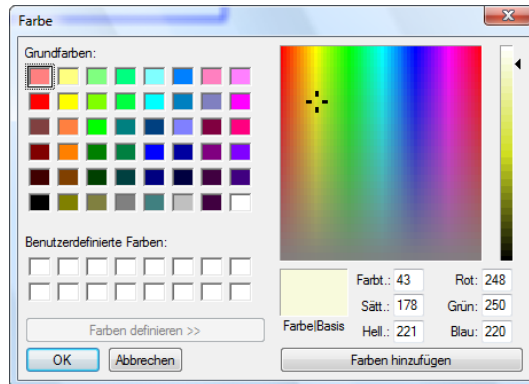 Farbe
Grundfarben:
Benutzerdefinierte Farben:
Farben definieren >>
OK
Abbrechen
Farbe|Basis
Farbt.: 43
Sätt.: 178
Hell.: 221
Rot: 248
Grün: 250
Blau: 220
Farben hinzufügen